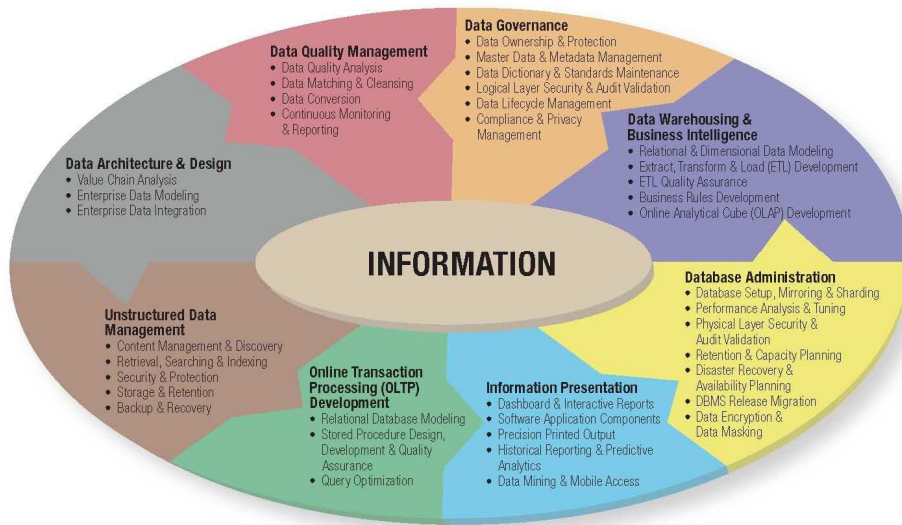 Data Governance
• Data Ownership & Protection
• Master Data & Metadata Management
• Data Dictionary & Standards Maintenance
• Logical Layer Security & Audit Validation
• Data Lifecycle Management
• Compliance & Privacy
Management
Data Quality Management
• Data Quality Analysis
• Data Matching & Cleansing
• Data Conversion
• Continuous Monitoring
& Reporting
Data Warehousing &
Business Intelligence
• Relational & Dimensional Data Modeling
• Extract, Transform & Load (ETL) Development
• ETL Quality Assurance
• Business Rules Development
• Online Analytical Cube (OLAP) Development
Data Architecture & Design
• Value Chain Analysis
• Enterprise Data Modeling
• Enterprise Data Integration
INFORMATION
Database Administration
• Database Setup, Mirroring & Sharding
• Performance Analysis & Tuning
• Physical Layer Security &
Audit Validation
• Retention & Capacity Planning
• Disaster Recovery &
Availability Planning
• DBMS Release Migration
• Data Encryption &
Data Masking
Unstructured Data
Management
• Content Management & Discovery
• Retrieval, Searching & Indexing
• Security & Protection
• Storage & Retention
• Backup & Recovery
Online Transaction
Processing (OLTP)
Development
• Relational Database Modeling
• Stored Procedure Design,
Development & Quality
Assurance
• Query Optimization
Information Presentation
• Dashboard & Interactive Reports
• Software Application Components
• Precision Printed Output
• Historical Reporting & Predictive
Analytics
• Data Mining & Mobile Access